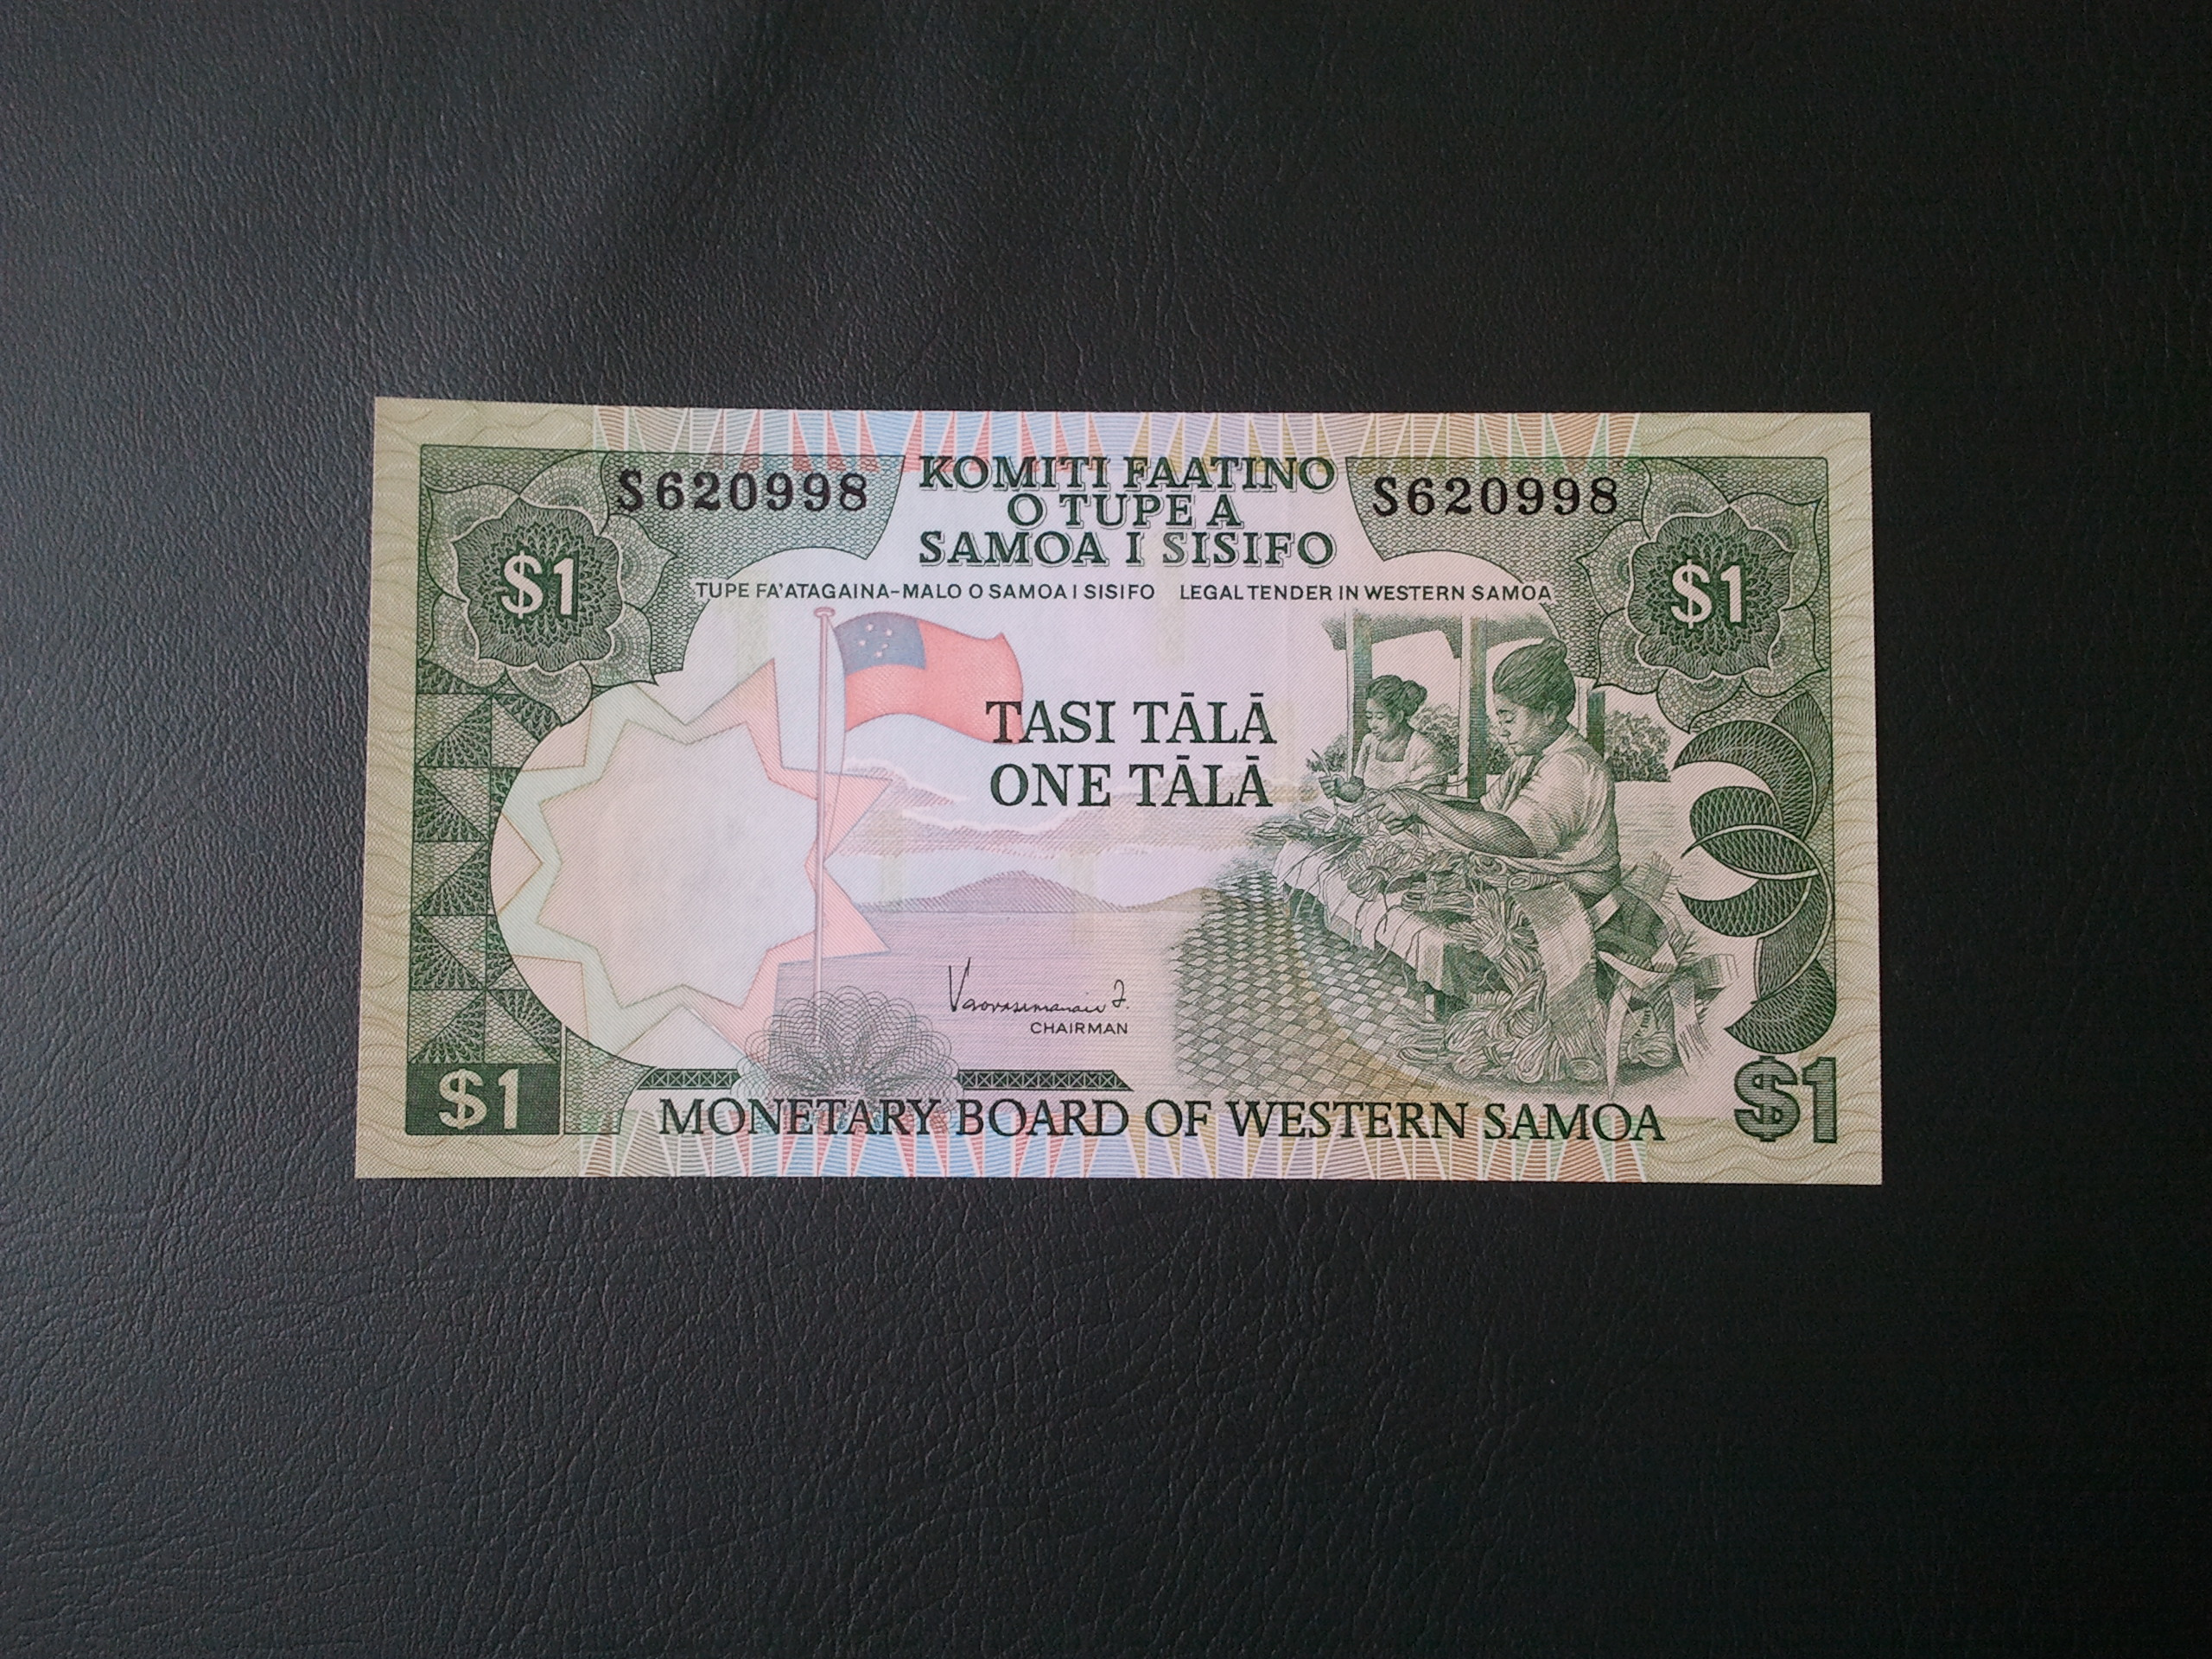 S620998
KOMITI FAATINO
O TUPE A
SAMOA I SISIFO
S620998
$1
$1
TUPE FA'ATAGAINA-MALO O SAMOA I SISIFO LEGAL TENDER IN WESTERN SAMOA
TASI TĀLĀ
ONE TĀLĀ
CHAIRMAN
$1
MONETARY BOARD OF WESTERN SAMOA
$1